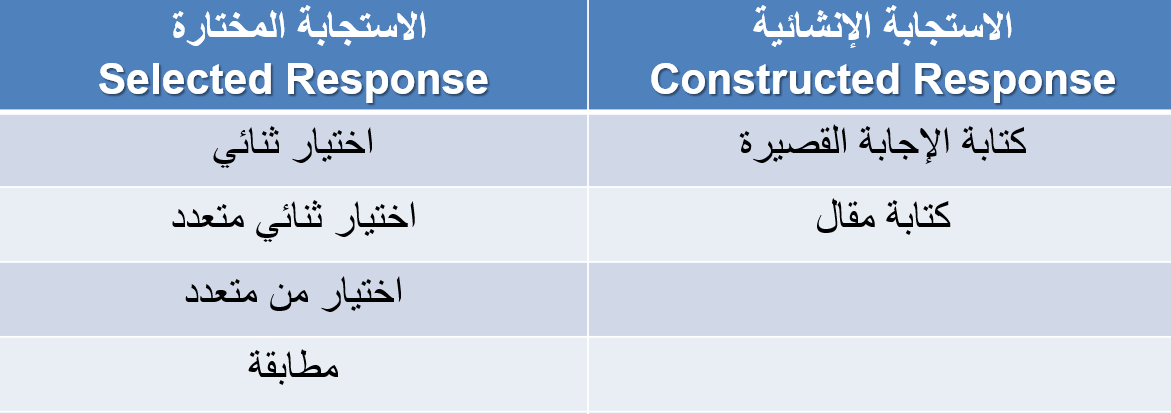 الاستجابة الإنشائية
Constructed Response
الاستجابة المختارة
Selected Response
كتابة الإجابة القصيرة
اختيار ثنائي
كتابة مقال
اختيار ثنائي متعدد
اختيار من متعدد
مطابقة